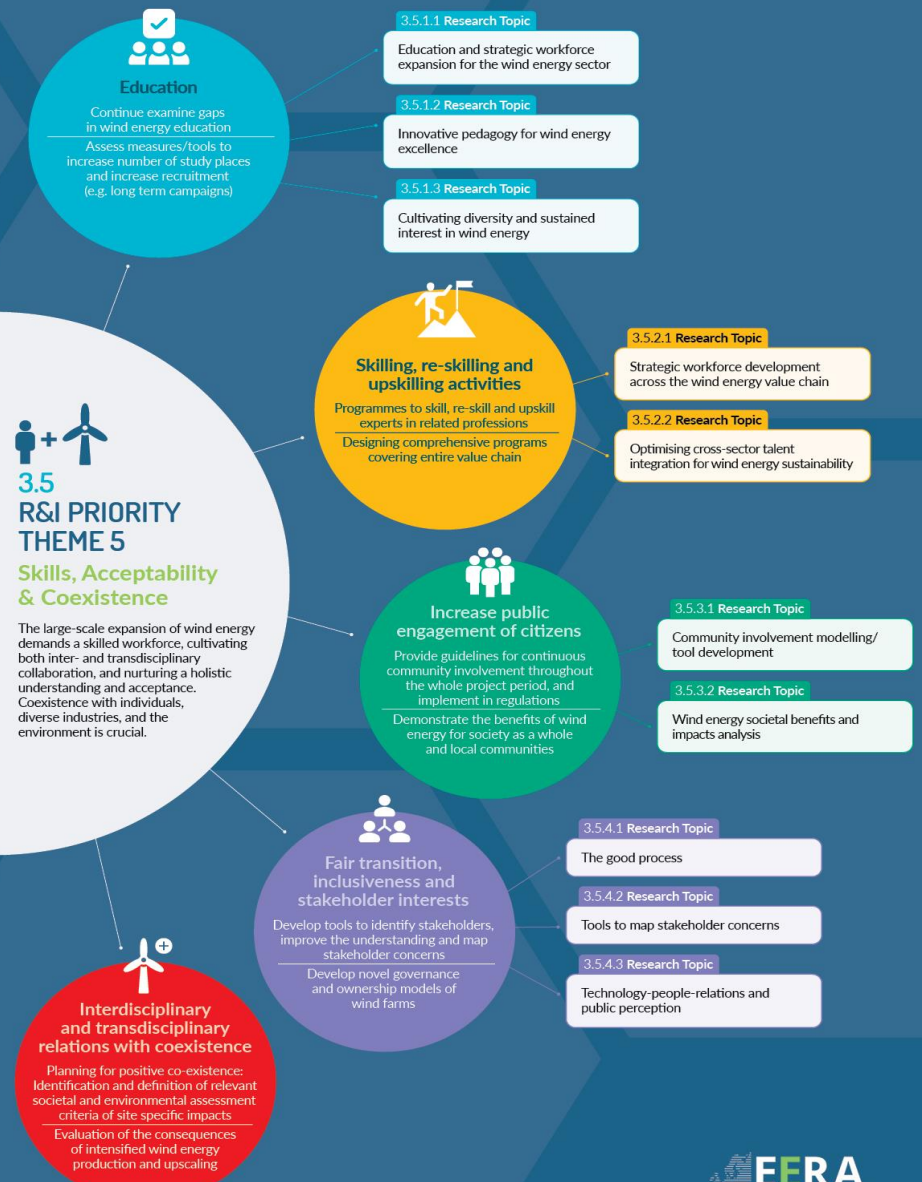 Education
Continue examine gaps
in wind energy education
Assess measures/tools to
increase number of study places
and increase recruitment
(e.g. long term campaigns)
3.5.1.1 Research Topic
Education and strategic workforce
expansion for the wind energy sector
3.5.1.2 Research Topic
Innovative pedagogy for wind energy
excellence
3.5.1.3 Research Topic
Cultivating diversity and sustained
interest in wind energy
Skilling, re-skilling and
upskilling activities
Programmes to skill, re-skill and upskill
experts in related professions
Designing comprehensive programs
covering entire value chain
3.5.2.1 Research Topic
Strategic workforce development
across the wind energy value chain
3.5.2.2 Research Topic
Optimising cross-sector talent
integration for wind energy sustainability
3.5
R&I PRIORITY
THEME 5
Skills, Acceptability
& Coexistence
The large-scale expansion of wind energy
demands a skilled workforce, cultivating
both inter- and transdisciplinary
collaboration, and nurturing a holistic
understanding and acceptance.
Coexistence with individuals,
diverse industries, and the
environment is crucial.
Increase public
engagement of citizens
Provide guidelines for continuous
community involvement throughout
the whole project period, and
implement in regulations
Demonstrate the benefits of wind
energy for society as a whole
and local communities
3.5.3.1 Research Topic
Community involvement modelling/
tool development
3.5.3.2 Research Topic
Wind energy societal benefits and
impacts analysis
Fair transition,
inclusiveness and
stakeholder interests
Develop tools to identify stakeholders,
improve the understanding and map
stakeholder concerns
Develop novel governance
and ownership models of
wind farms
3.5.4.1 Research Topic
The good process
3.5.4.2 Research Topic
Tools to map stakeholder concerns
3.5.4.3 Research Topic
Technology-people-relations and
public perception
Interdisciplinary
and transdisciplinary
relations with coexistence
Planning for positive co-existence:
Identification and definition of relevant
societal and environmental assessment
criteria of site specific impacts
Evaluation of the consequences
of intensified wind energy
production and upscaling